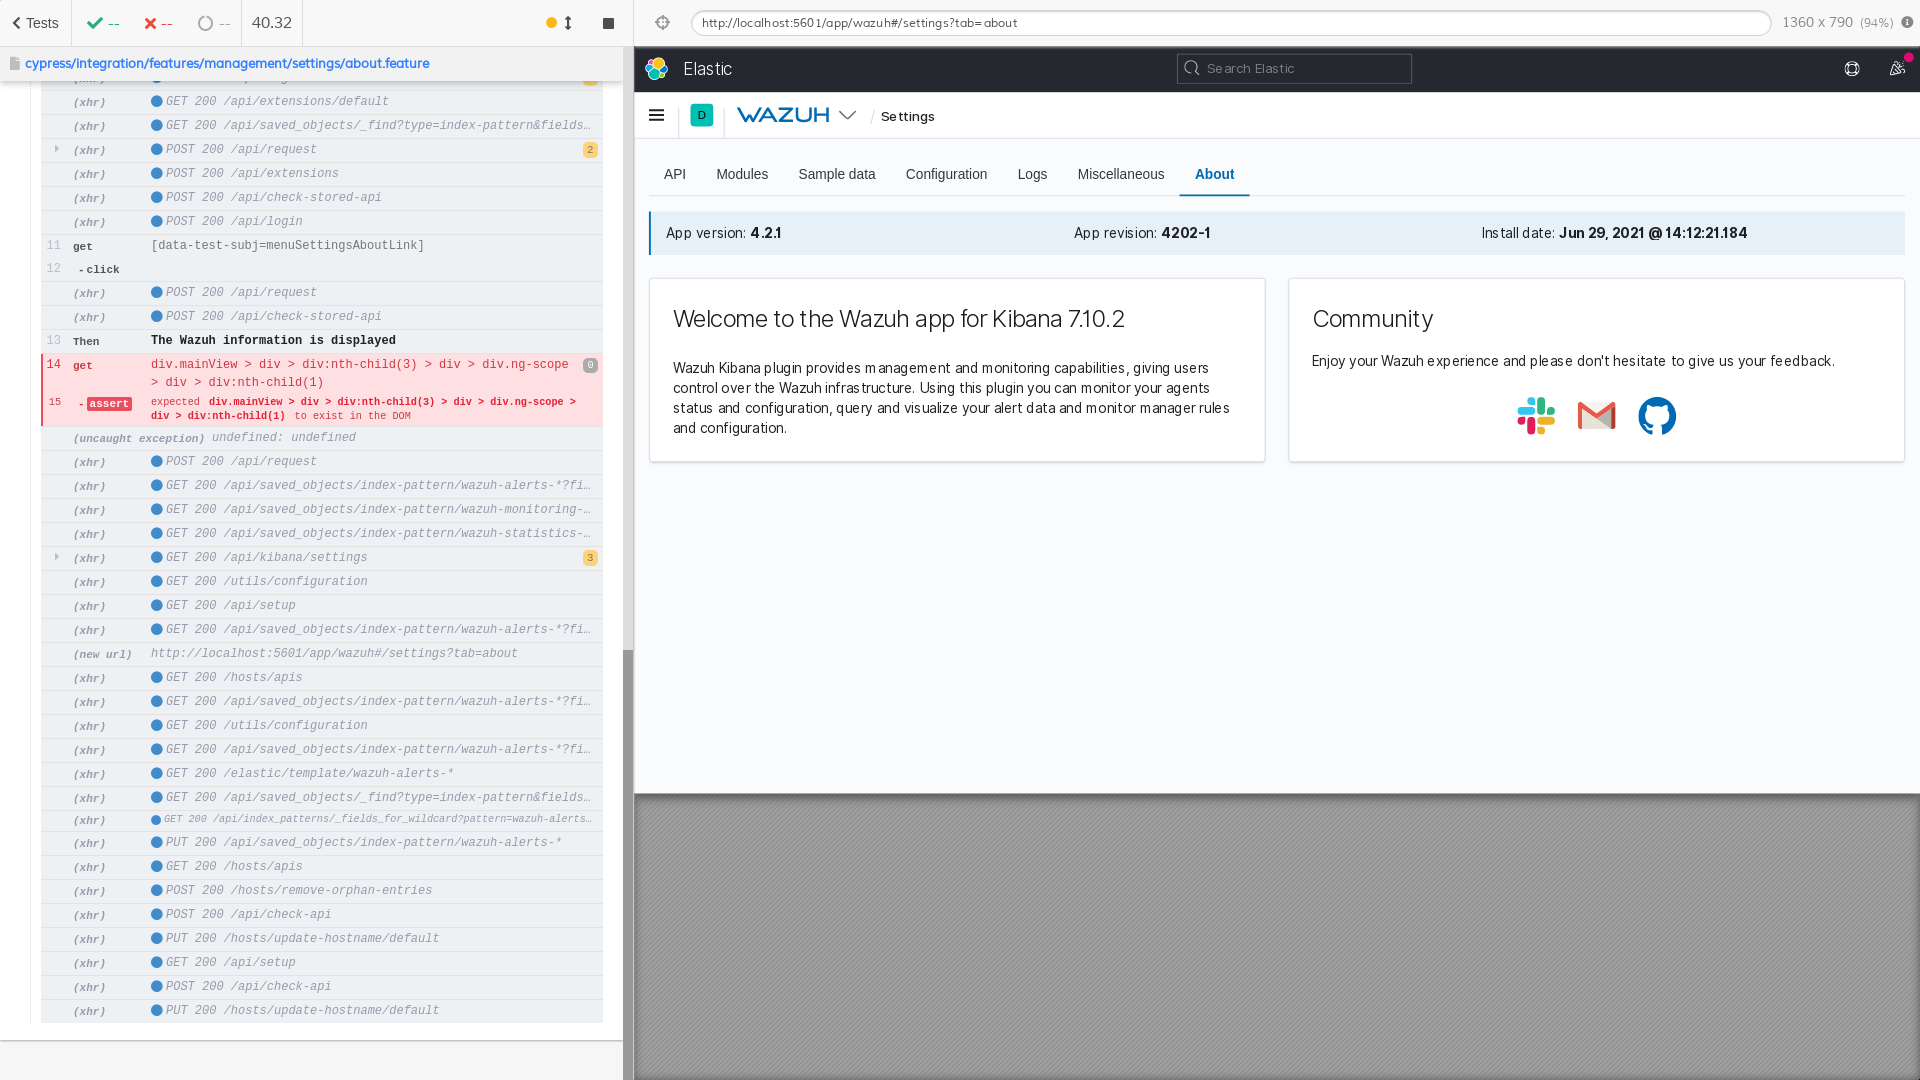 Tests
--
--
--
40.32
cypress/integration/features/management/settings/about.feature
(xhr) GET 200 /api/extensions/default
(xhr) GET 200 /api/saved_objects/_find?type=index-pattern&fields…
(xhr) POST 200 /api/request 2
(xhr) POST 200 /api/extensions
(xhr) POST 200 /api/check-stored-api
(xhr) POST 200 /api/login
11 get [data-test-subj=menuSettingsAboutLink]
12 -click
(xhr) POST 200 /api/request
(xhr) POST 200 /api/check-stored-api
13 Then The Wazuh information is displayed
14 get div.mainView > div > div:nth-child(3) > div > div.ng-scope 0
> div > div:nth-child(1)
15 -assert expected div.mainView > div > div:nth-child(3) > div > div.ng-scope >
div > div:nth-child(1) to exist in the DOM
(uncaught exception) undefined: undefined
(xhr) POST 200 /api/request
(xhr) GET 200 /api/saved_objects/index-pattern/wazuh-alerts-*?fi…
(xhr) GET 200 /api/saved_objects/index-pattern/wazuh-monitoring-…
(xhr) GET 200 /api/saved_objects/index-pattern/wazuh-statistics-…
(xhr) GET 200 /api/kibana/settings 3
(xhr) GET 200 /utils/configuration
(xhr) GET 200 /api/setup
(xhr) GET 200 /api/saved_objects/index-pattern/wazuh-alerts-*?fi…
(new url) http://localhost:5601/app/wazuh#/settings?tab=about
(xhr) GET 200 /hosts/apis
(xhr) GET 200 /api/saved_objects/index-pattern/wazuh-alerts-*?fi…
(xhr) GET 200 /utils/configuration
(xhr) GET 200 /api/saved_objects/index-pattern/wazuh-alerts-*?fi…
(xhr) GET 200 /elastic/template/wazuh-alerts-*
(xhr) GET 200 /api/saved_objects/_find?type=index-pattern&fields…
(xhr) GET 200 /api/index_patterns/_fields_for_wildcard?pattern=wazuh-alerts…
(xhr) PUT 200 /api/saved_objects/index-pattern/wazuh-alerts-*
(xhr) GET 200 /hosts/apis
(xhr) POST 200 /hosts/remove-orphan-entries
(xhr) POST 200 /api/check-api
(xhr) PUT 200 /hosts/update-hostname/default
(xhr) GET 200 /api/setup
(xhr) POST 200 /api/check-api
(xhr) PUT 200 /hosts/update-hostname/default
http://localhost:5601/app/wazuh#/settings?tab=about
1360 x 790 (94%)
Elastic
Search Elastic
D
WAZUH
/ Settings
API
Modules
Sample data
Configuration
Logs
Miscellaneous
About
App version: 4.2.1
App revision: 4202-1
Install date: Jun 29, 2021 @ 14:12:21.184
Welcome to the Wazuh app for Kibana 7.10.2
Wazuh Kibana plugin provides management and monitoring capabilities, giving users
control over the Wazuh infrastructure. Using this plugin you can monitor your agents
status and configuration, query and visualize your alert data and monitor manager rules
and configuration.
Community
Enjoy your Wazuh experience and please don't hesitate to give us your feedback.